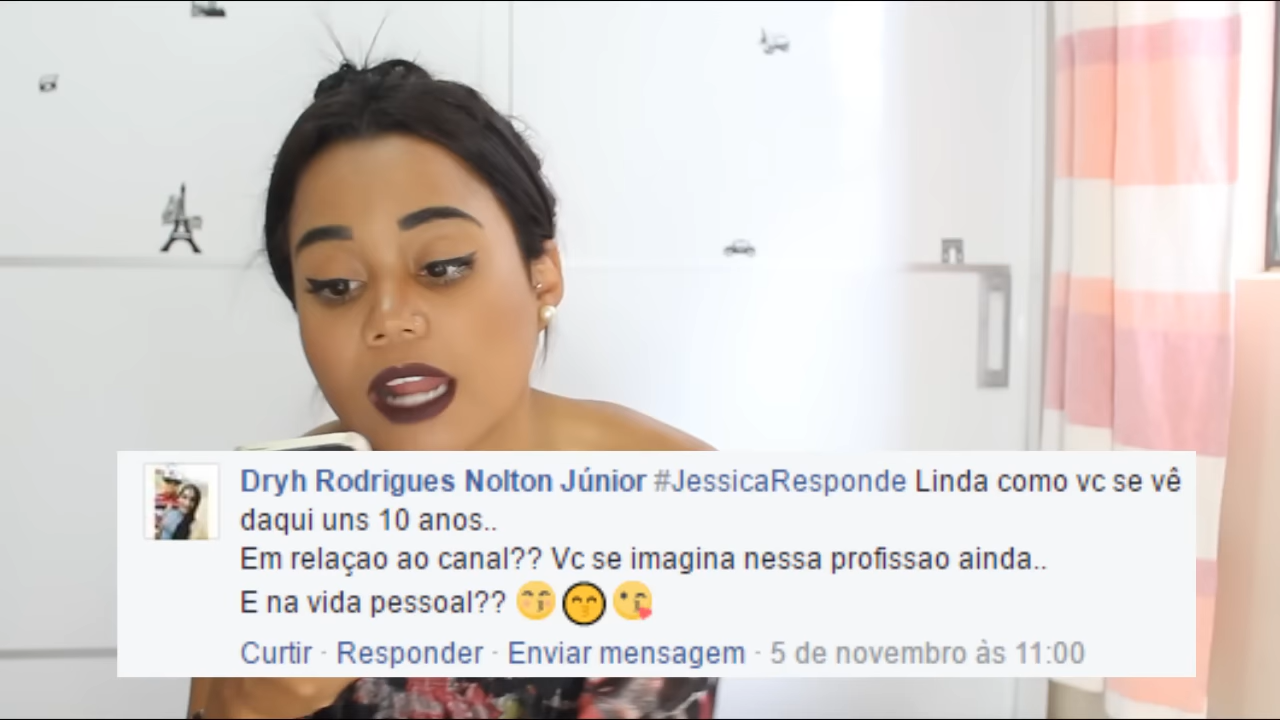 Dryh Rodrigues Nolton Júnior #JessicaResponde Linda como vc se vê
daqui uns 10 anos..
Em relaçao ao canal?? Vc se imagina nessa profissao ainda..
E na vida pessoal?? 😙😙😘
Curtir · Responder · Enviar mensagem · 5 de novembro às 11:00